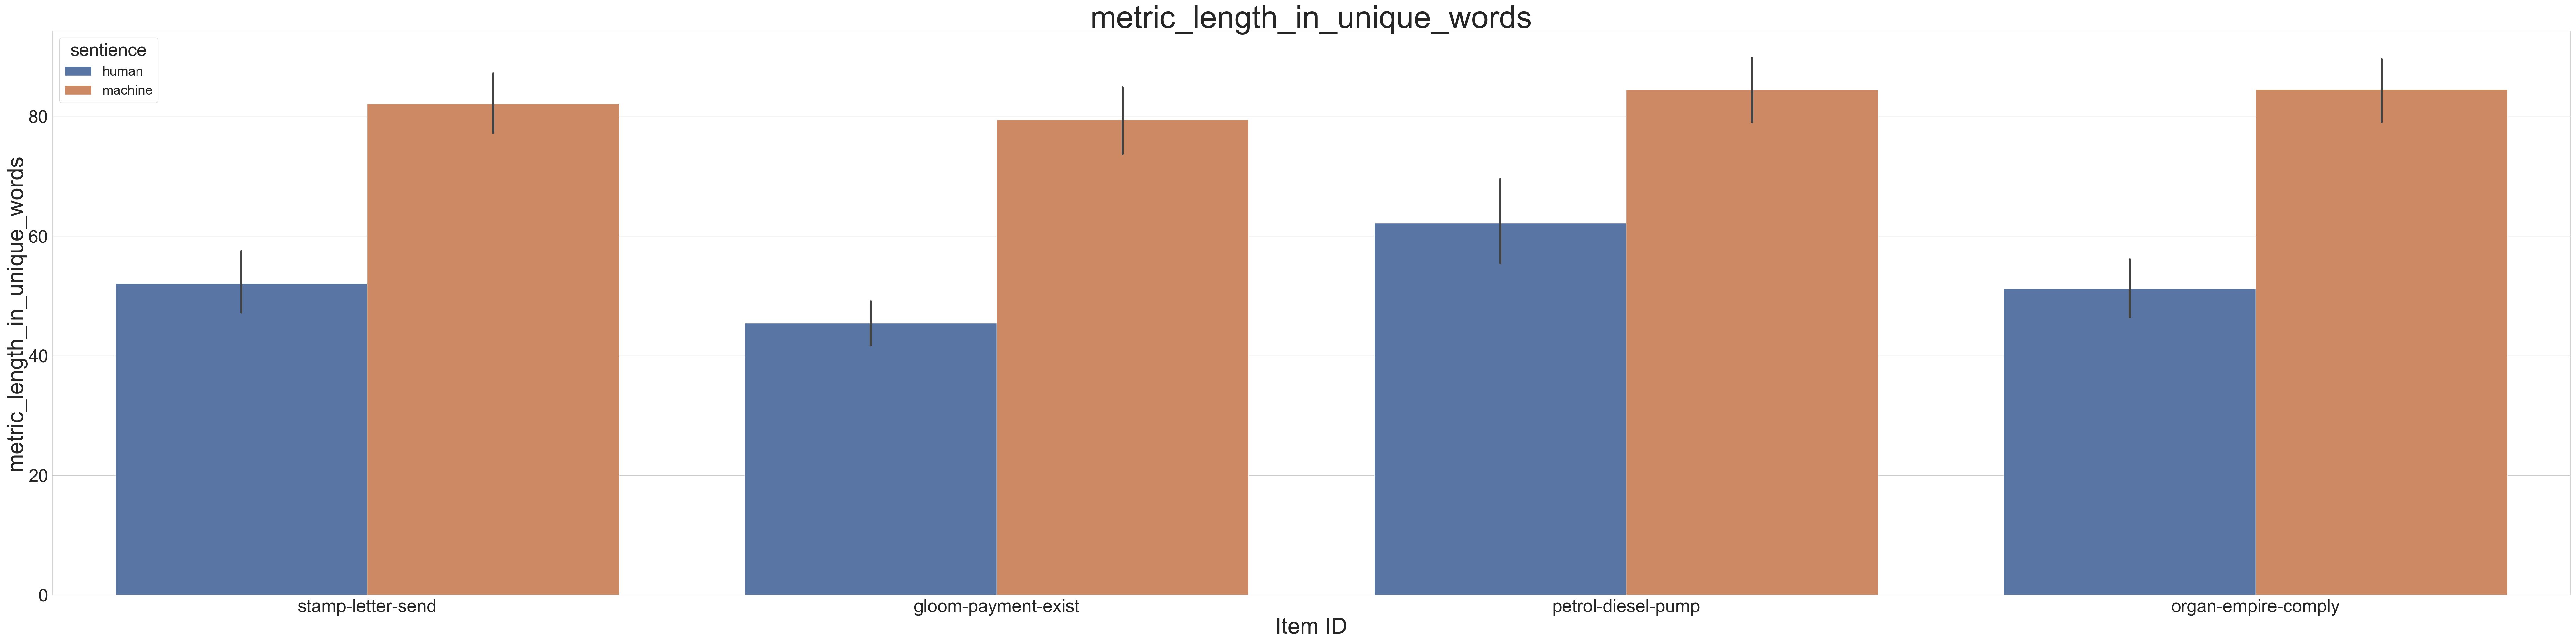 metric_length_in_unique_words
sentience
human
machine
metric_length_in_unique_words
80
60
40
20
0
stamp-letter-send
gloom-payment-exist
petrol-diesel-pump
organ-empire-comply
Item ID